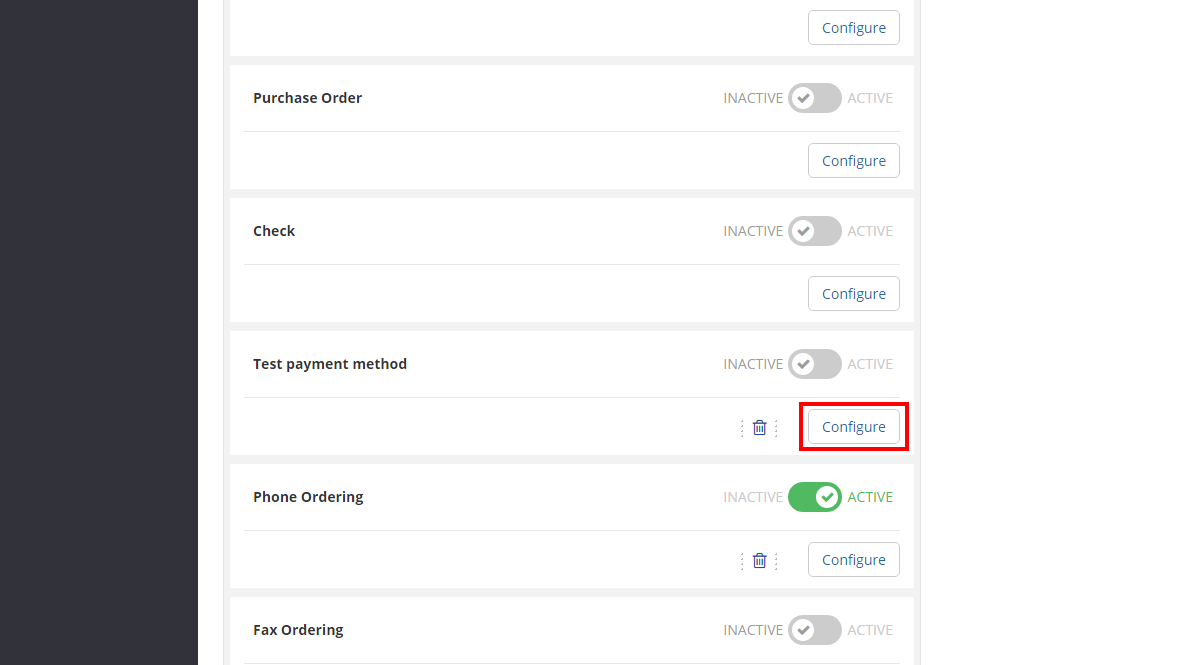 Configure
Purchase Order INACTIVE ACTIVE
Configure
Check INACTIVE ACTIVE
Configure
Test payment method INACTIVE ACTIVE
Configure
Phone Ordering INACTIVE ACTIVE
Configure
Fax Ordering INACTIVE ACTIVE